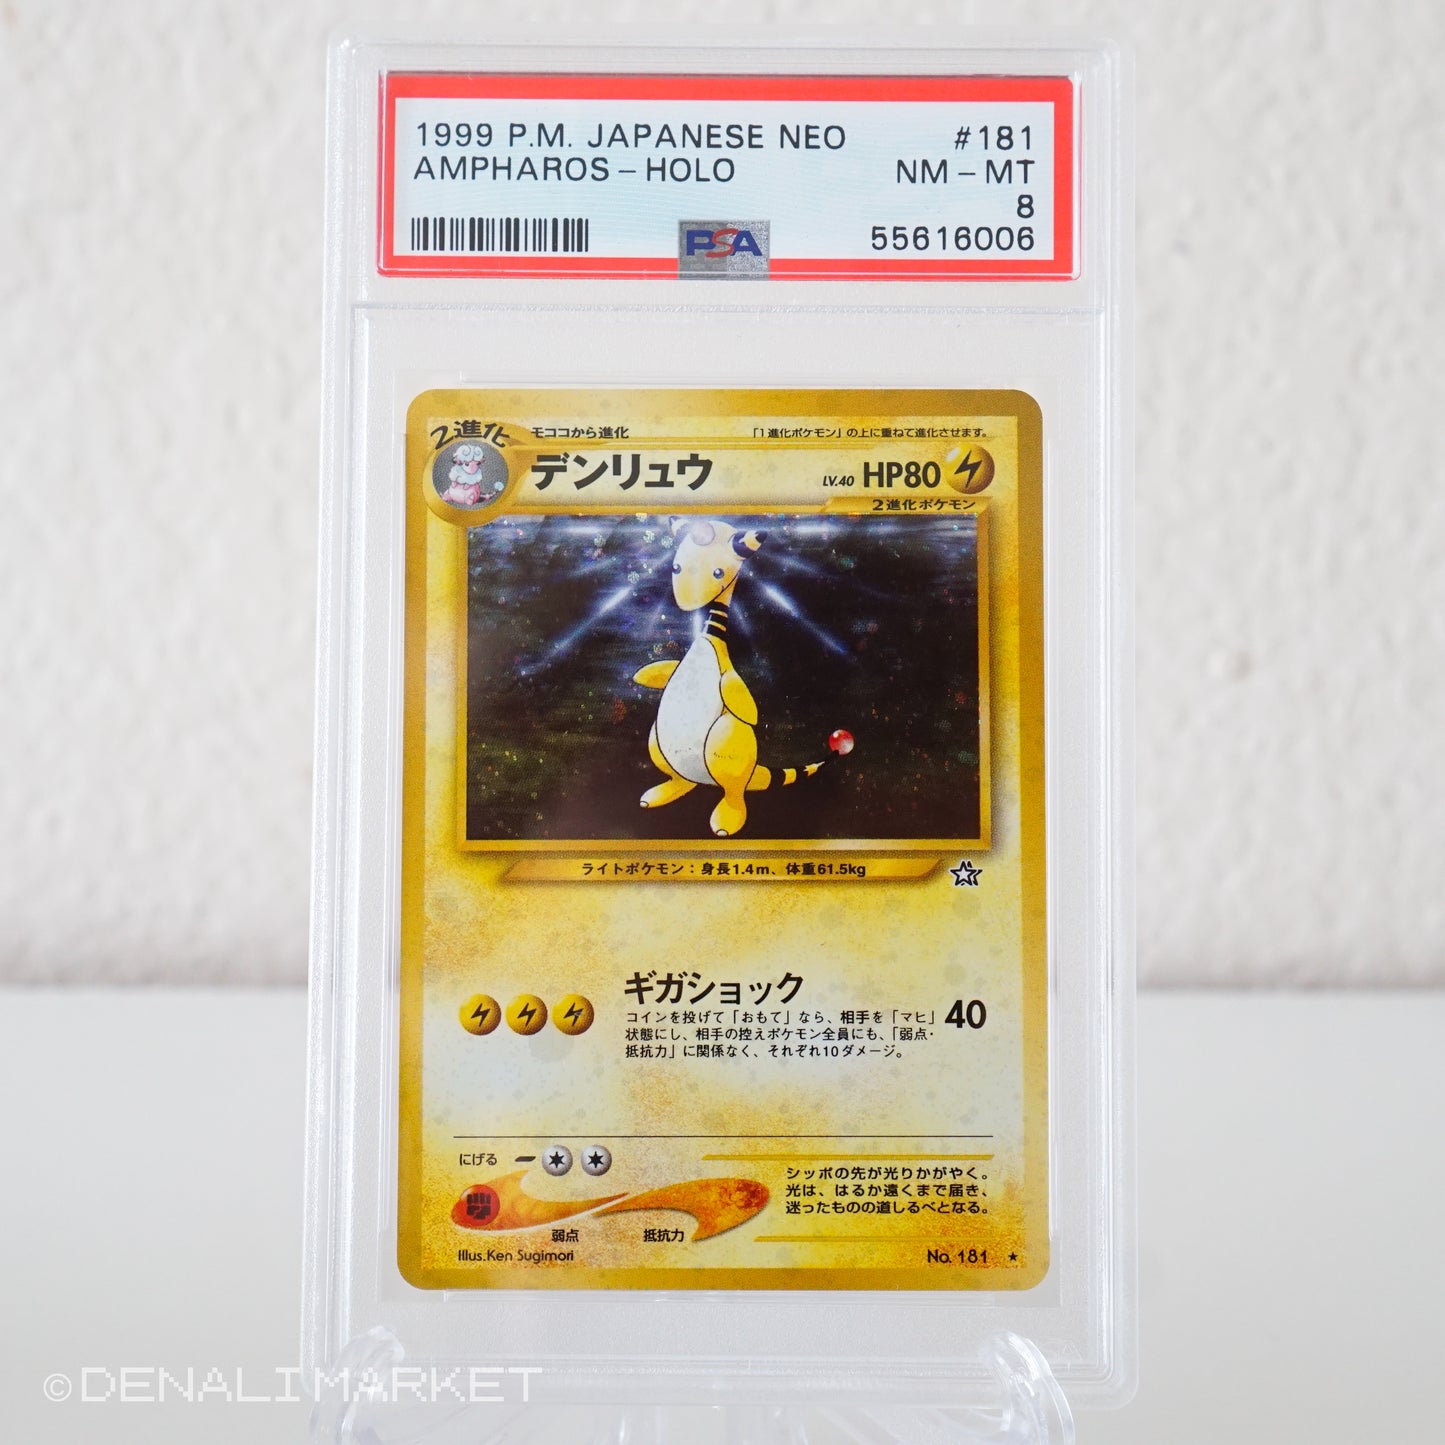 1999 P.M. JAPANESE NEO #181
AMPHAROS-HOLO NM-MT
8
PSA 55616006
2進化 モココから進化 「1進化ポケモン」の上に重ねて進化させます。
デンリュウ LV.40 HP80
2進化ポケモン
ライトポケモン：身長1.4m、体重61.5kg
ギガショック
コインを投げて「おもて」なら、相手を「マヒ」 40
状態にし、相手の控えポケモン全員にも、「弱点・
抵抗力」に関係なく、それぞれ10ダメージ。
にげる
シッポの先が光りかがやく。
光は、はるか遠くまで届き、
迷ったものの道しるべとなる。
弱点 抵抗力
Illus.Ken Sugimori No.181 ★
©DENALI MARKET